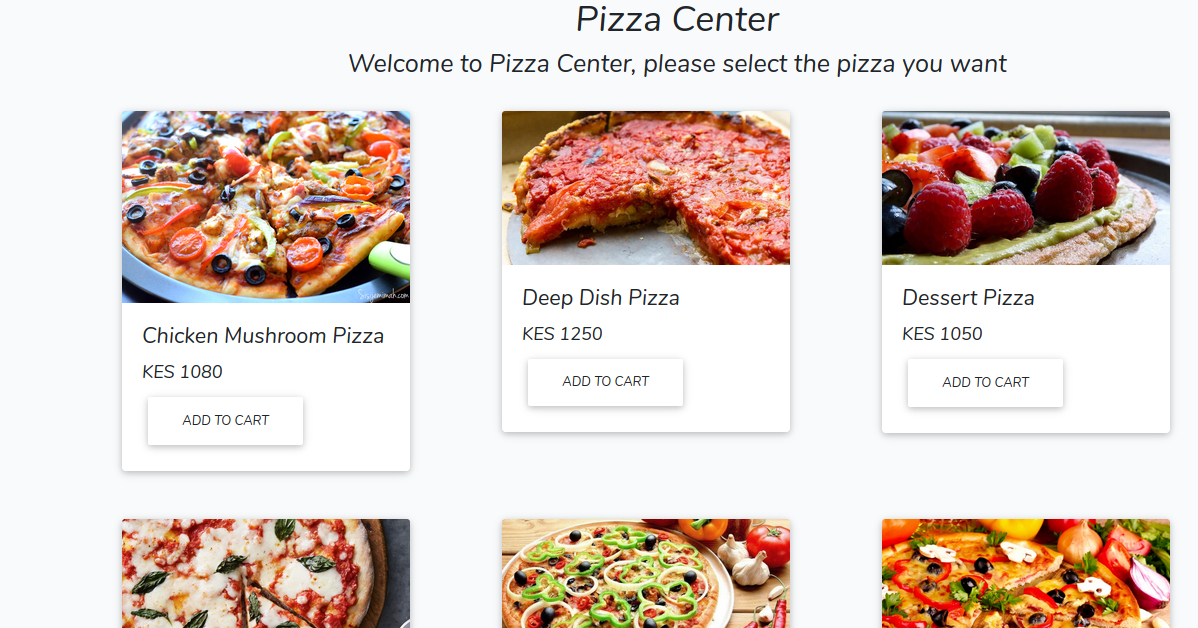 Pizza Center
Welcome to Pizza Center, please select the pizza you want
Chicken Mushroom Pizza
KES 1080
ADD TO CART
Deep Dish Pizza
KES 1250
ADD TO CART
Dessert Pizza
KES 1050
ADD TO CART